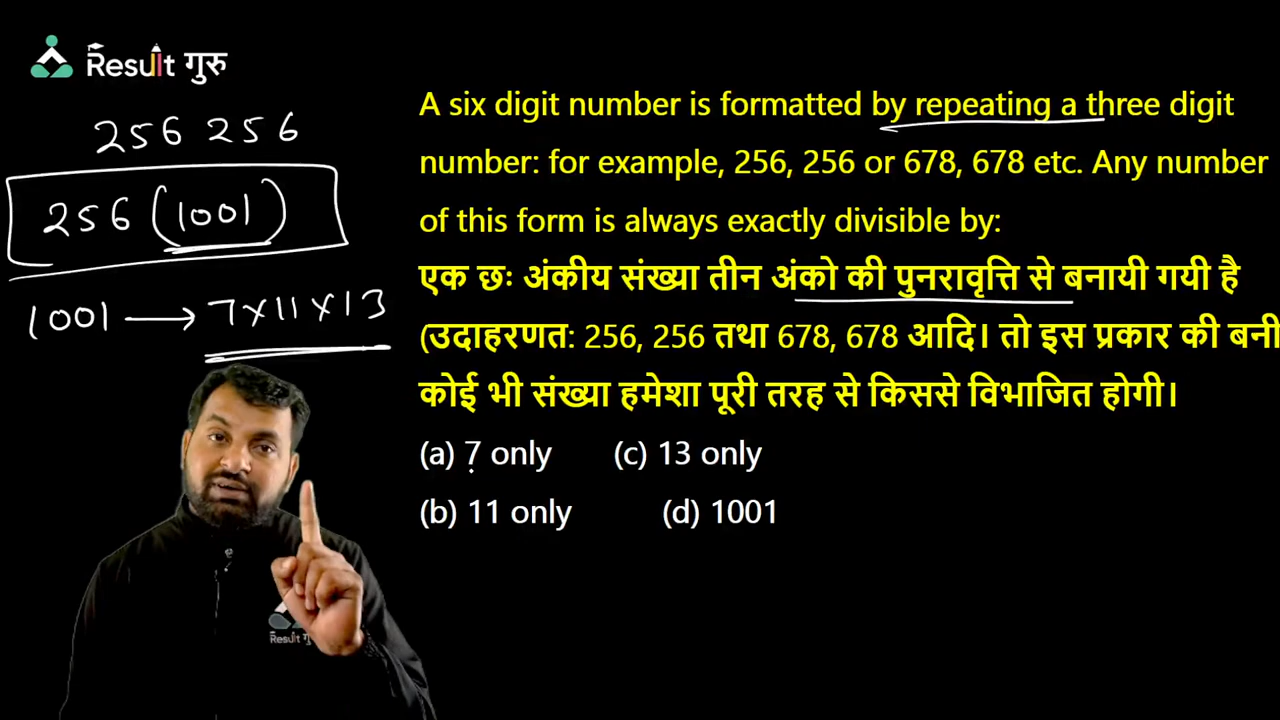 Result गुरु
256 256
256 (1001)
1001 → 7×11×13
A six digit number is formatted by repeating a three digit
number: for example, 256, 256 or 678, 678 etc. Any number
of this form is always exactly divisible by:
एक छः अंकीय संख्या तीन अंको की पुनरावृत्ति से बनायी गयी है
(उदाहरणत: 256, 256 तथा 678, 678 आदि। तो इस प्रकार की बनी
कोई भी संख्या हमेशा पूरी तरह से किससे विभाजित होगी।
(a) 7 only (c) 13 only
(b) 11 only (d) 1001